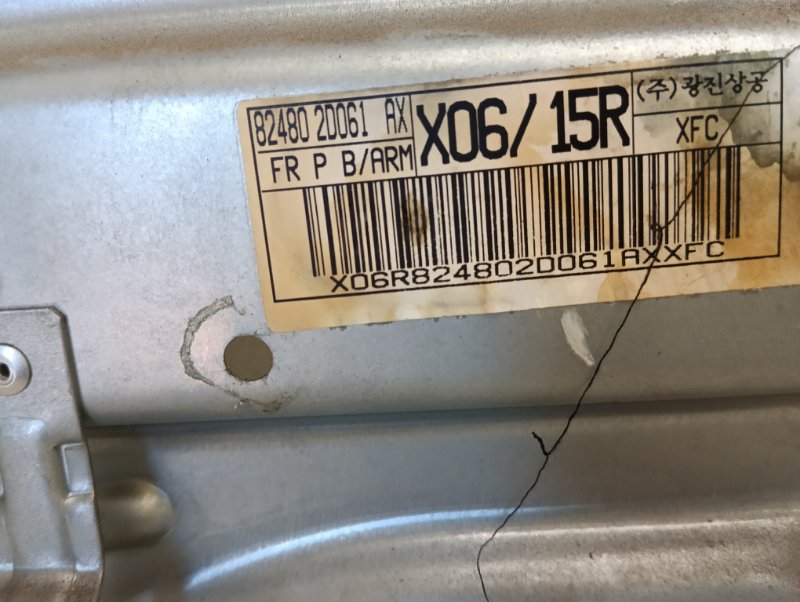 82480 2D061 AX
FR P B/ARM
X06/15R
(주)광진상공
XFC
X06R824802D061AXXFC